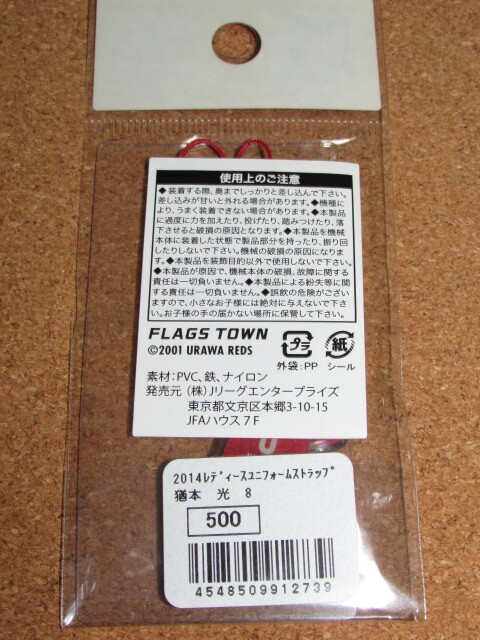 使用上のご注意
◆装着する際、奥までしっかりと差し込んで下さい。
差し込みが甘いと外れる場合があります。◆機種に
より、うまく装着できない場合があります。◆本製品
に過度に力を加えたり、投げたり、踏みつけたり、落
下させると破損の原因となります。◆本製品を機械
本体に装着した状態で製品部分を持ったり、振り回
したりしないで下さい。機械の破損の原因になりま
す。◆本製品を装飾目的以外で使用しないで下さい。
◆本製品が原因で、機械本体の破損、故障に関する
責任は一切負いません。◆本製品による紛失等に関
する責任は一切負いません。◆誤飲の危険がござい
ますので、小さなお子様には絶対に与えないで下さ
い。お子様の手の届かない場所に保管して下さい。
FLAGS TOWN
©2001 URAWA REDS
プラ 紙
外袋:PP シール
素材:PVC、鉄、ナイロン
発売元 (株)Jリーグエンタープライズ
東京都文京区本郷3-10-15
JFAハウス7F
2014ﾚﾃﾞｨｰｽﾕﾆﾌｫｰﾑｽﾄﾗｯﾌﾟ
猶本 光 8
500
4548509912739